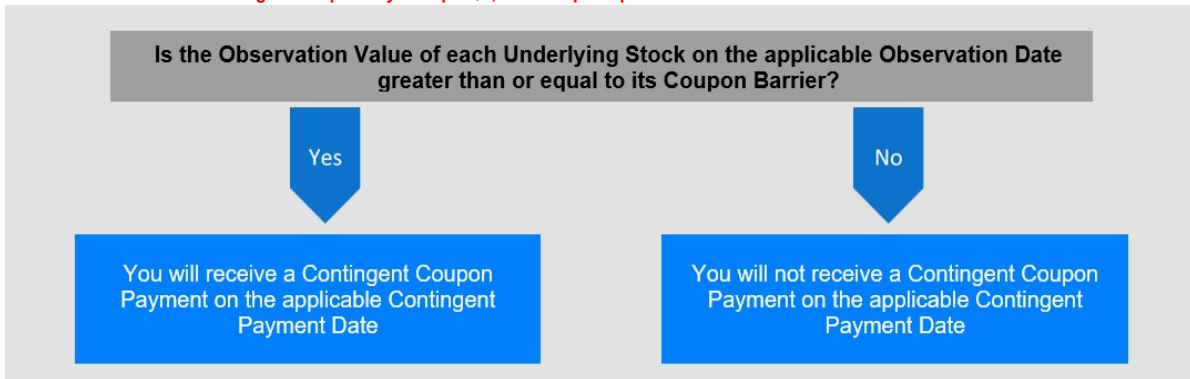 Is the Observation Value of each Underlying Stock on the applicable Observation Date
greater than or equal to its Coupon Barrier?
Yes
No
You will receive a Contingent Coupon
Payment on the applicable Contingent
Payment Date
You will not receive a Contingent Coupon
Payment on the applicable Contingent
Payment Date